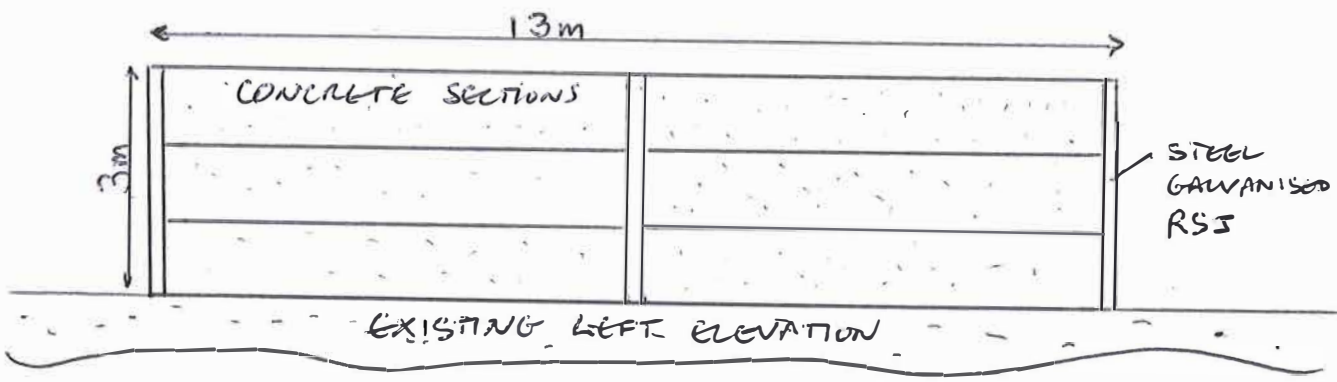 13m
CONCRETE SECTIONS
3m
STEEL
GALVANISED
RSJ
EXISTING LEFT ELEVATION